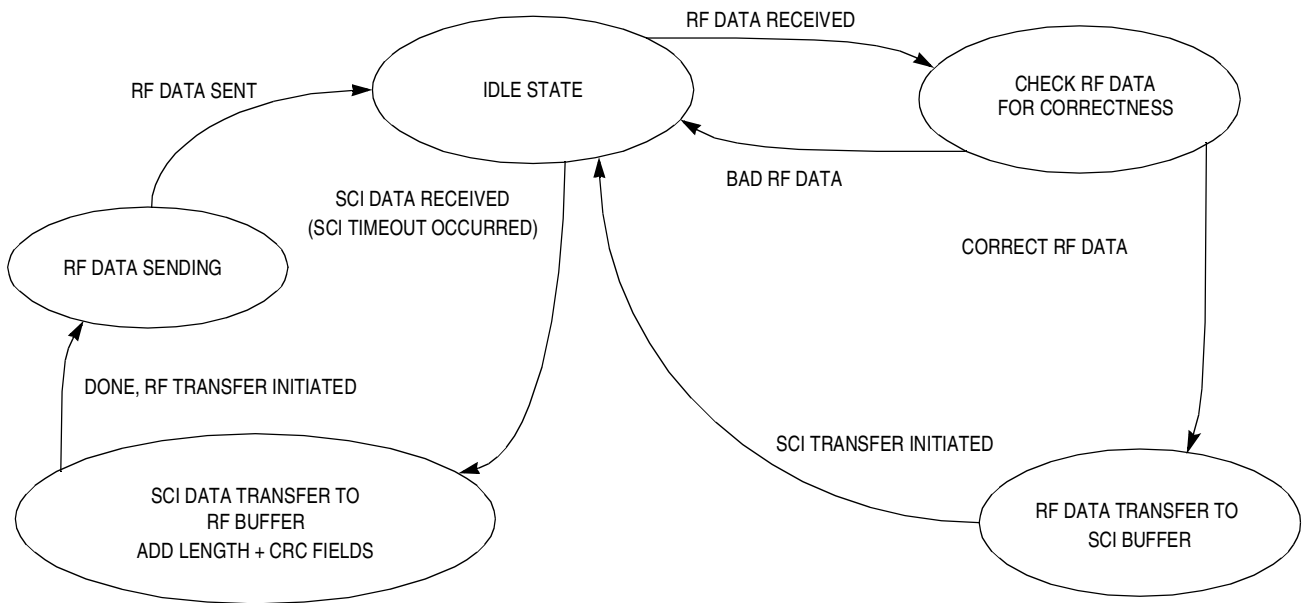 RF DATA RECEIVED
RF DATA SENT
IDLE STATE
CHECK RF DATA
FOR CORRECTNESS
BAD RF DATA
SCI DATA RECEIVED
(SCI TIMEOUT OCCURRED)
CORRECT RF DATA
RF DATA SENDING
DONE, RF TRANSFER INITIATED
SCI TRANSFER INITIATED
SCI DATA TRANSFER TO
RF BUFFER
ADD LENGTH + CRC FIELDS
RF DATA TRANSFER TO
SCI BUFFER